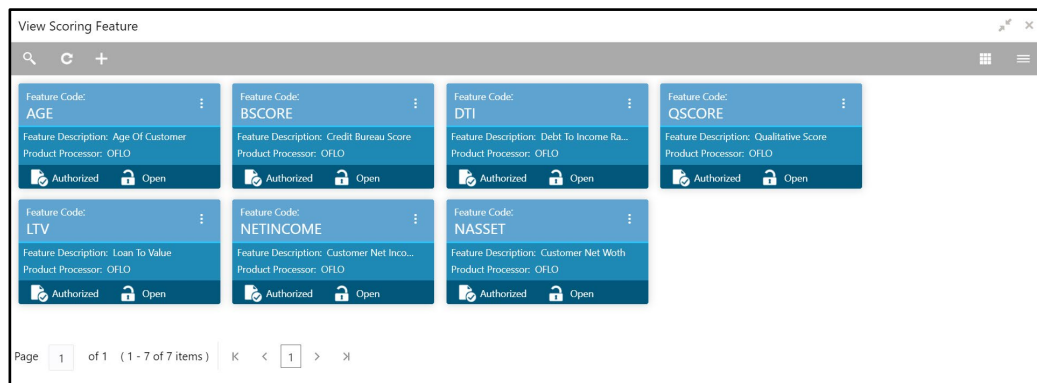 View Scoring Feature
Feature Code:
AGE
Feature Description: Age Of Customer
Product Processor: OFLO
Authorized Open
Feature Code:
BSCORE
Feature Description: Credit Bureau Score
Product Processor: OFLO
Authorized Open
Feature Code:
DTI
Feature Description: Debt To Income Ra...
Product Processor: OFLO
Authorized Open
Feature Code:
QSCORE
Feature Description: Qualitative Score
Product Processor: OFLO
Authorized Open
Feature Code:
LTV
Feature Description: Loan To Value
Product Processor: OFLO
Authorized Open
Feature Code:
NETINCOME
Feature Description: Customer Net Inco...
Product Processor: OFLO
Authorized Open
Feature Code:
NASSET
Feature Description: Customer Net Woth
Product Processor: OFLO
Authorized Open
Page 1 of 1 ( 1 - 7 of 7 items ) 1